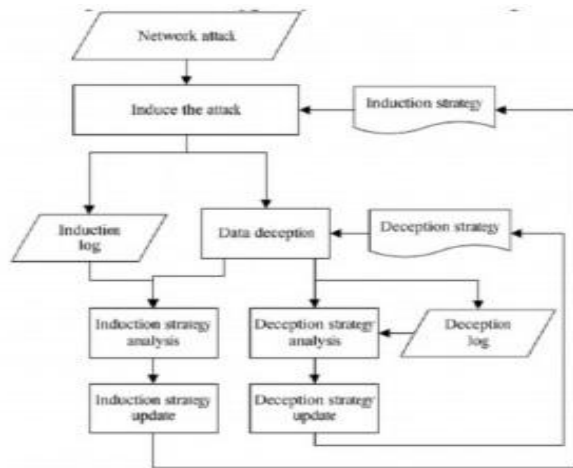 Network attack
Induce the attack
Induction strategy
Induction
log
Data deception
Deception strategy
Induction strategy
analysis
Deception strategy
analysis
Deception
log
Induction strategy
update
Deception strategy
update